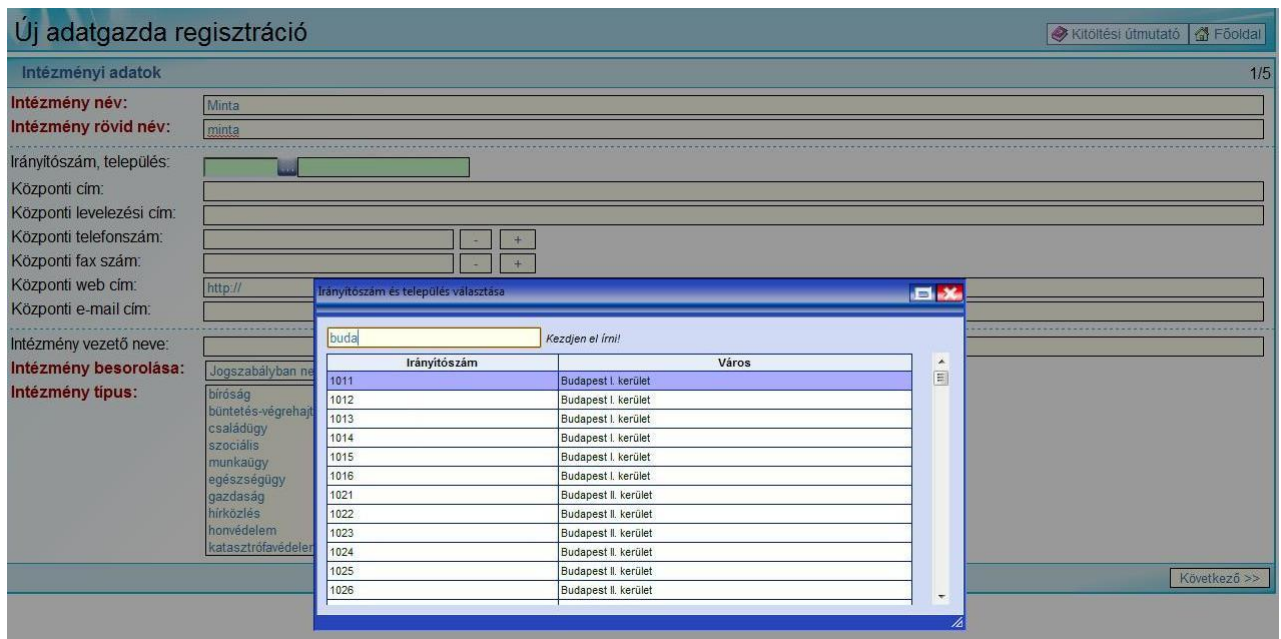 Új adatgazda regisztráció
Kitöltési útmutató
Főoldal
Intézményi adatok
1/5
Intézmény név:
Minta
Intézmény rövid név:
minta
Irányítószám, település:
...
Központi cím:
Központi levelezési cím:
Központi telefonszám:
- +
Központi fax szám:
- +
Központi web cím:
http://
Központi e-mail cím:
Intézmény vezető neve:
Intézmény besorolása:
Jogszabályban ne
Intézmény típus:
bíróság
büntetés-végrehajt
családügy
szociális
munkaügy
egészségügy
gazdaság
hírközlés
honvédelem
katasztrófavédelem
Következő >>
Irányítószám és település választása
buda
Kezdjen el írni!
Irányítószám Város
1011 Budapest I. kerület
1012 Budapest I. kerület
1013 Budapest I. kerület
1014 Budapest I. kerület
1015 Budapest I. kerület
1016 Budapest I. kerület
1021 Budapest II. kerület
1022 Budapest II. kerület
1023 Budapest II. kerület
1024 Budapest II. kerület
1025 Budapest II. kerület
1026 Budapest II. kerület